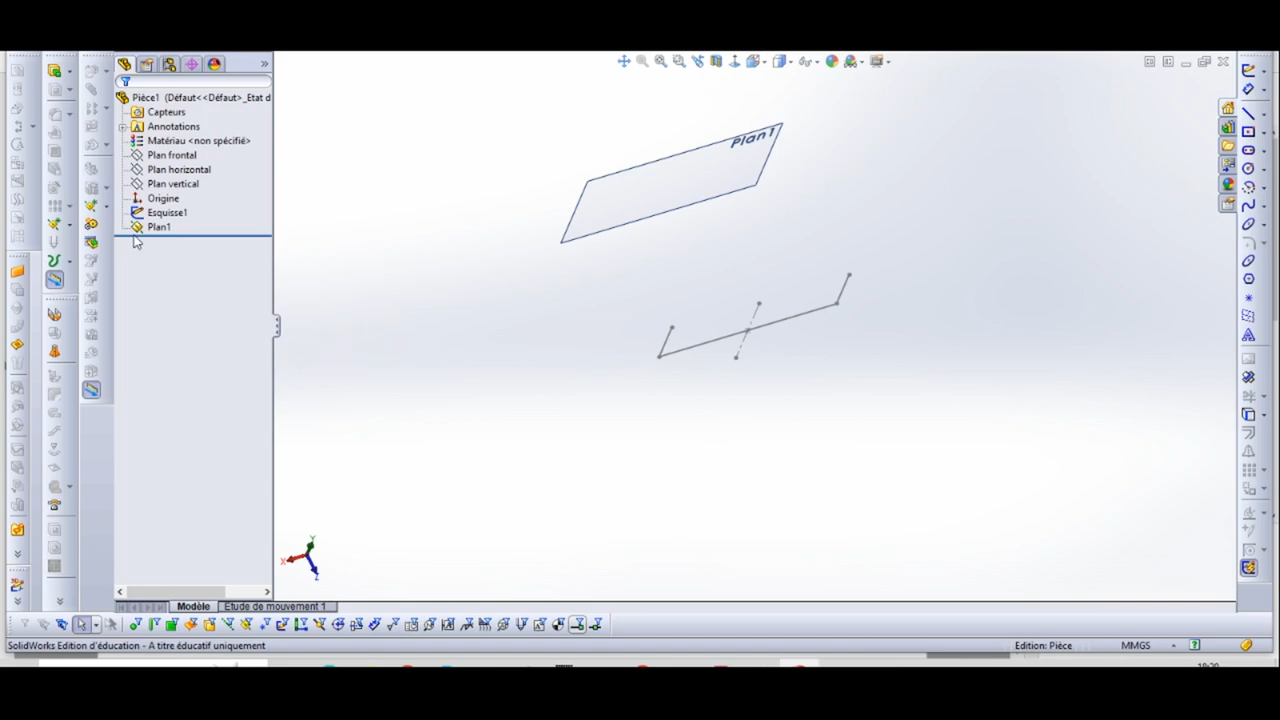 Pièce1 (Défaut<<Défaut>_Etat d
Capteurs
Annotations
Matériau <non spécifié>
Plan frontal
Plan horizontal
Plan vertical
Origine
Esquisse1
Plan1
Plan1
Y
X
Z
Modèle
Etude de mouvement 1
SolidWorks Edition d'éducation - A titre éducatif uniquement
Edition: Pièce
MMGS